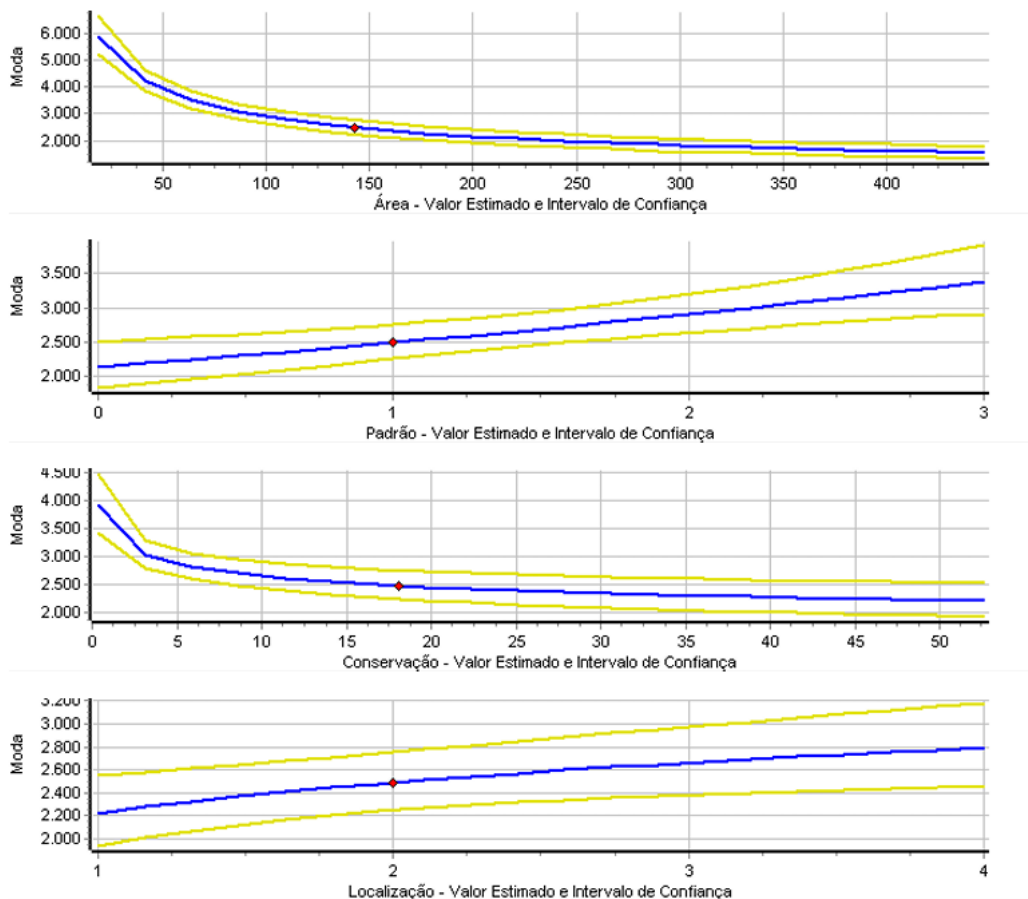 6.000
5.000
4.000
3.000
2.000
Moda
50 100 150 200 250 300 350 400
Área - Valor Estimado e Intervalo de Confiança
3.500
3.000
2.500
2.000
Moda
0 1 2 3
Padrão - Valor Estimado e Intervalo de Confiança
4.500
4.000
3.500
3.000
2.500
2.000
Moda
0 5 10 15 20 25 30 35 40 45 50
Conservação - Valor Estimado e Intervalo de Confiança
3.200
3.000
2.800
2.600
2.400
2.200
2.000
Moda
1 2 3 4
Localização - Valor Estimado e Intervalo de Confiança